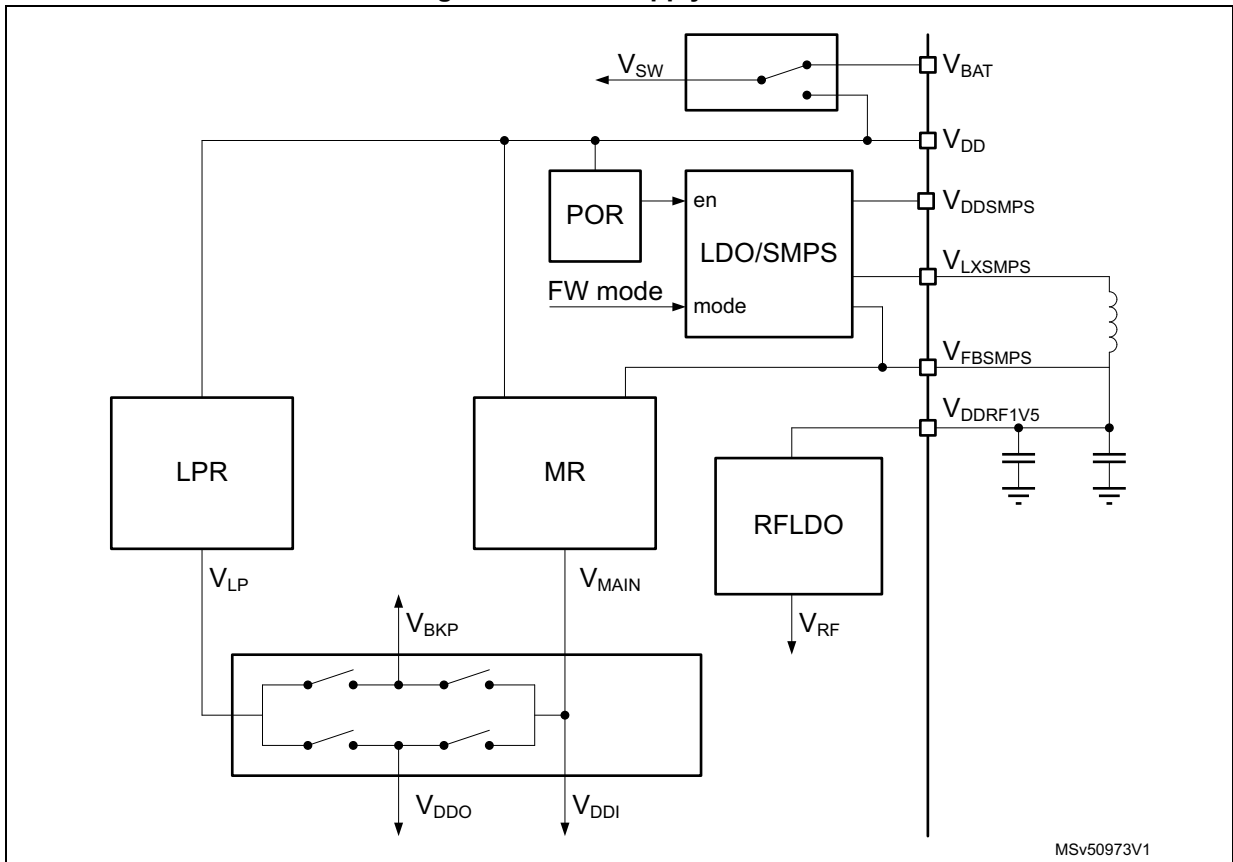 VSW
VBAT
VDD
VDDSMPS
POR
en
LDO/SMPS
FW mode
mode
VLXSMPS
VFBSMPS
VDDRF1V5
LPR
MR
RFLDO
VLP
VMAIN
VBKP
VRF
VDDO
VDDI
MSv50973V1